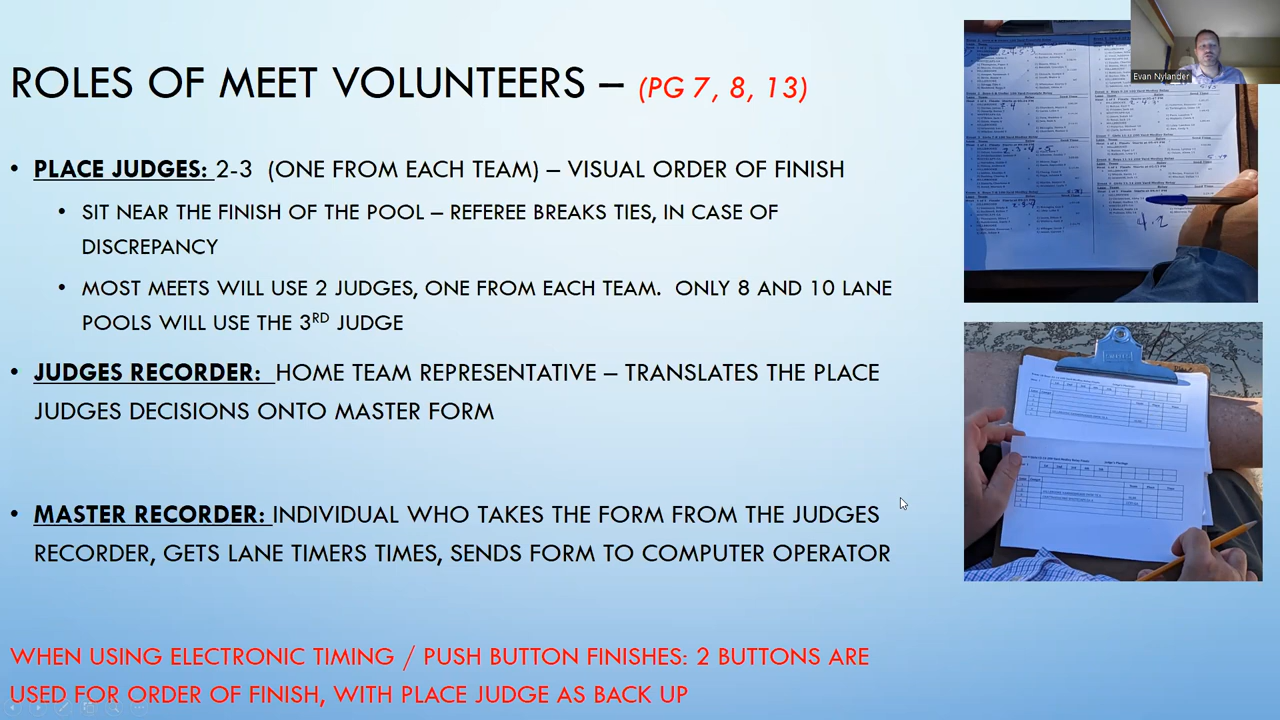 ROLES OF MEET VOLUNTEERS – (PG 7, 8, 13)
Evan Nylander
• PLACE JUDGES: 2-3 (ONE FROM EACH TEAM) – VISUAL ORDER OF FINISH
• SIT NEAR THE FINISH OF THE POOL – REFEREE BREAKS TIES, IN CASE OF
DISCREPANCY
• MOST MEETS WILL USE 2 JUDGES, ONE FROM EACH TEAM. ONLY 8 AND 10 LANE
POOLS WILL USE THE 3RD JUDGE
• JUDGES RECORDER: HOME TEAM REPRESENTATIVE – TRANSLATES THE PLACE
JUDGES DECISIONS ONTO MASTER FORM
• MASTER RECORDER: INDIVIDUAL WHO TAKES THE FORM FROM THE JUDGES
RECORDER, GETS LANE TIMERS TIMES, SENDS FORM TO COMPUTER OPERATOR
WHEN USING ELECTRONIC TIMING / PUSH BUTTON FINISHES: 2 BUTTONS ARE
USED FOR ORDER OF FINISH, WITH PLACE JUDGE AS BACK UP